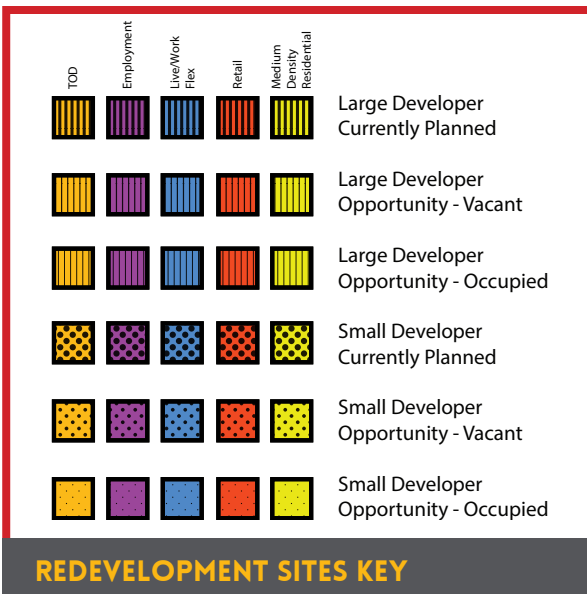 TOD
Employment
Live/Work
Flex
Retail
Medium
Density
Residential
Large Developer
Currently Planned
Large Developer
Opportunity - Vacant
Large Developer
Opportunity - Occupied
Small Developer
Currently Planned
Small Developer
Opportunity - Vacant
Small Developer
Opportunity - Occupied
REDEVELOPMENT SITES KEY